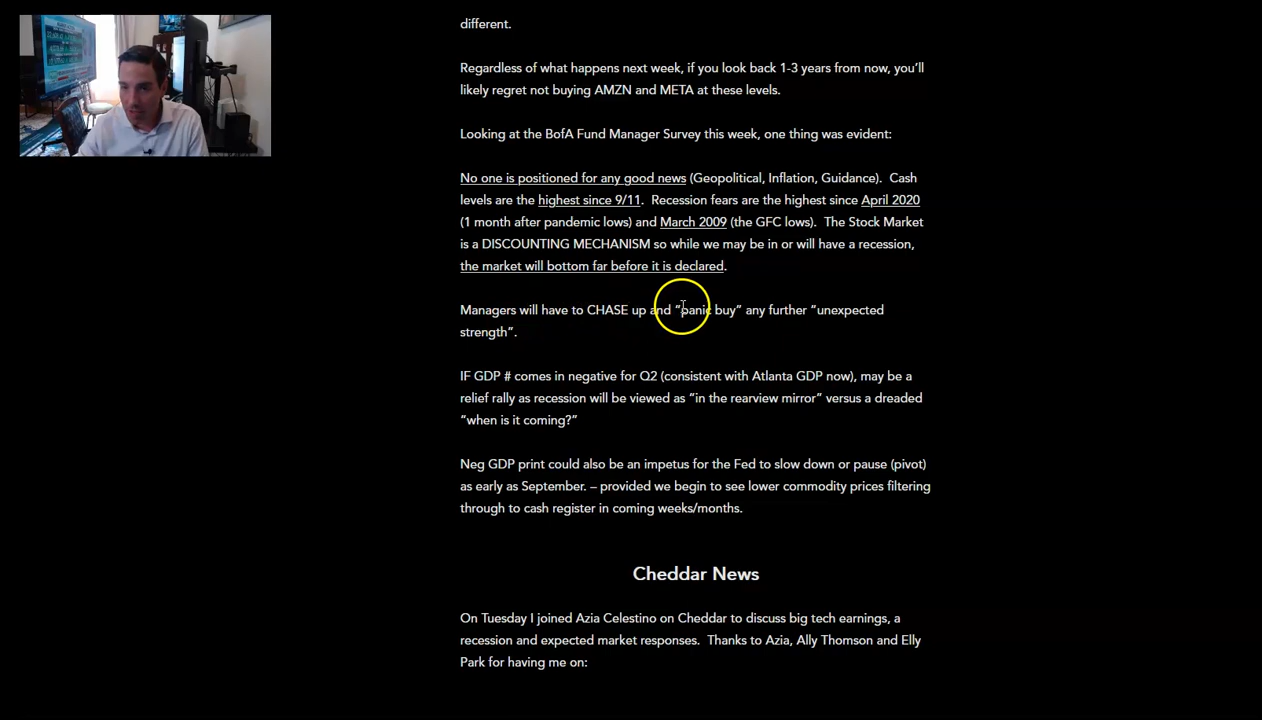 different.
Regardless of what happens next week, if you look back 1-3 years from now, you’ll
likely regret not buying AMZN and META at these levels.
Looking at the BofA Fund Manager Survey this week, one thing was evident:
No one is positioned for any good news (Geopolitical, Inflation, Guidance). Cash
levels are the highest since 9/11. Recession fears are the highest since April 2020
(1 month after pandemic lows) and March 2009 (the GFC lows). The Stock Market
is a DISCOUNTING MECHANISM so while we may be in or will have a recession,
the market will bottom far before it is declared.
Managers will have to CHASE up and “panic buy” any further “unexpected
strength”.
IF GDP # comes in negative for Q2 (consistent with Atlanta GDP now), may be a
relief rally as recession will be viewed as “in the rearview mirror” versus a dreaded
“when is it coming?”
Neg GDP print could also be an impetus for the Fed to slow down or pause (pivot)
as early as September. – provided we begin to see lower commodity prices filtering
through to cash register in coming weeks/months.
Cheddar News
On Tuesday I joined Azia Celestino on Cheddar to discuss big tech earnings, a
recession and expected market responses. Thanks to Azia, Ally Thomson and Elly
Park for having me on: